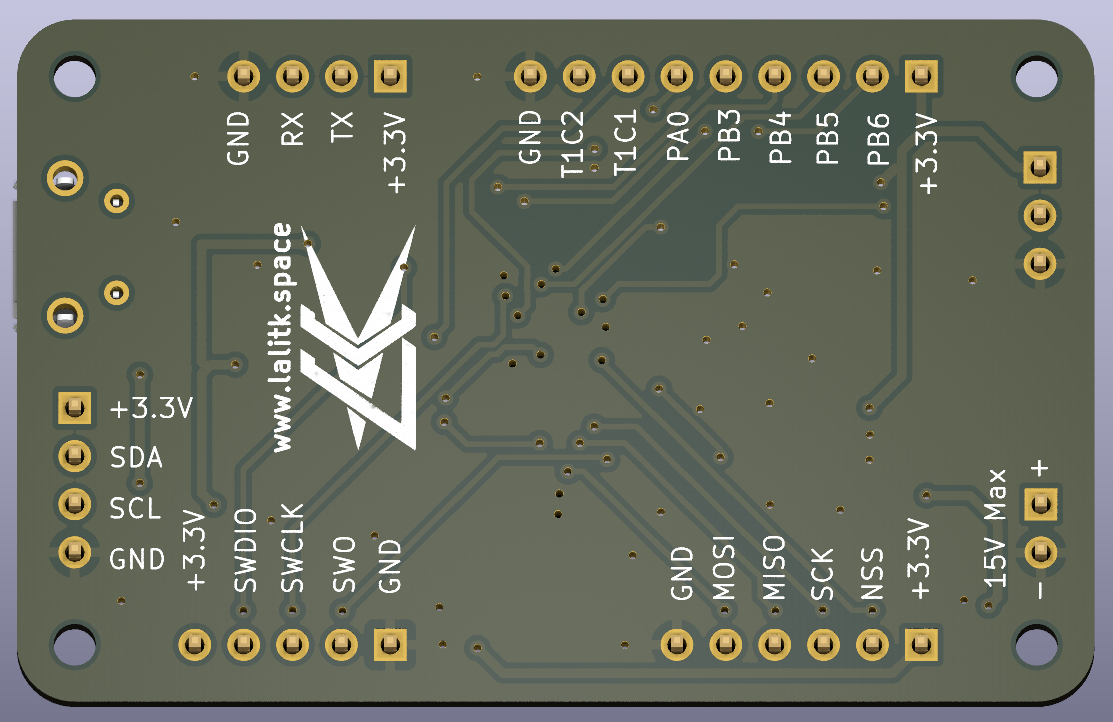 GND
RX
TX
+3.3V
GND
T1C2
T1C1
PA0
PB3
PB4
PB5
PB6
+3.3V
www.lalitk.space
+3.3V
SDA
SCL
GND
+3.3V
SWDIO
SWCLK
SWO
GND
GND
MOSI
MISO
SCK
NSS
+3.3V
15V Max
+
-